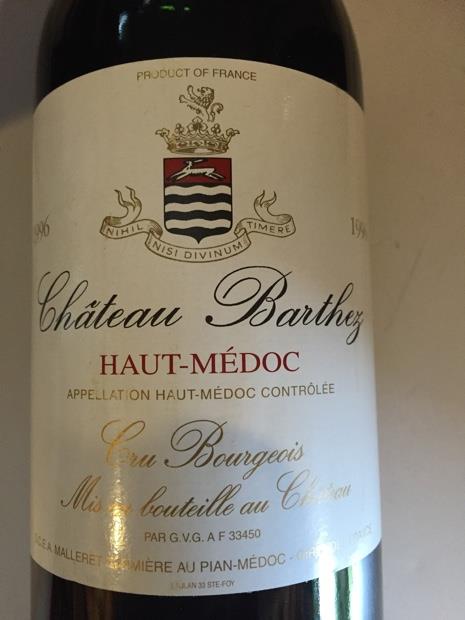 PRODUCT OF FRANCE
NIHIL NISI DIVINUM TIMERE
1996
Château Barthez
HAUT-MÉDOC
APPELLATION HAUT-MÉDOC CONTRÔLÉE
Cru Bourgeois
Mis en bouteille au Château
PAR G.V.G. A F 33450
MALLERET AU PIAN-MÉDOC -
33 STE-FOY